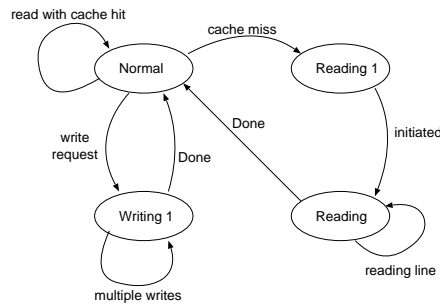 read with cache hit
cache miss
Normal
Reading 1
write
request
Done
Done
initiated
Writing 1
Reading
reading line
multiple writes